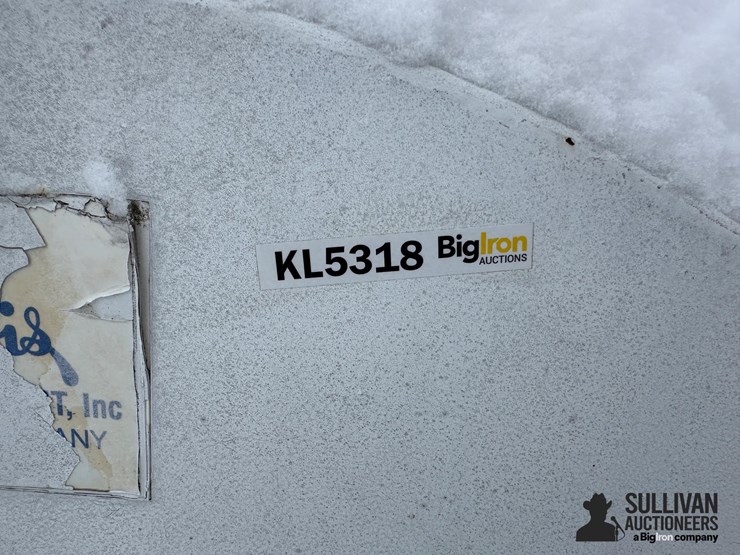 KL5318 BigIron
AUCTIONS
is
T, Inc
ANY
SULLIVAN
AUCTIONEERS
a BigIron company